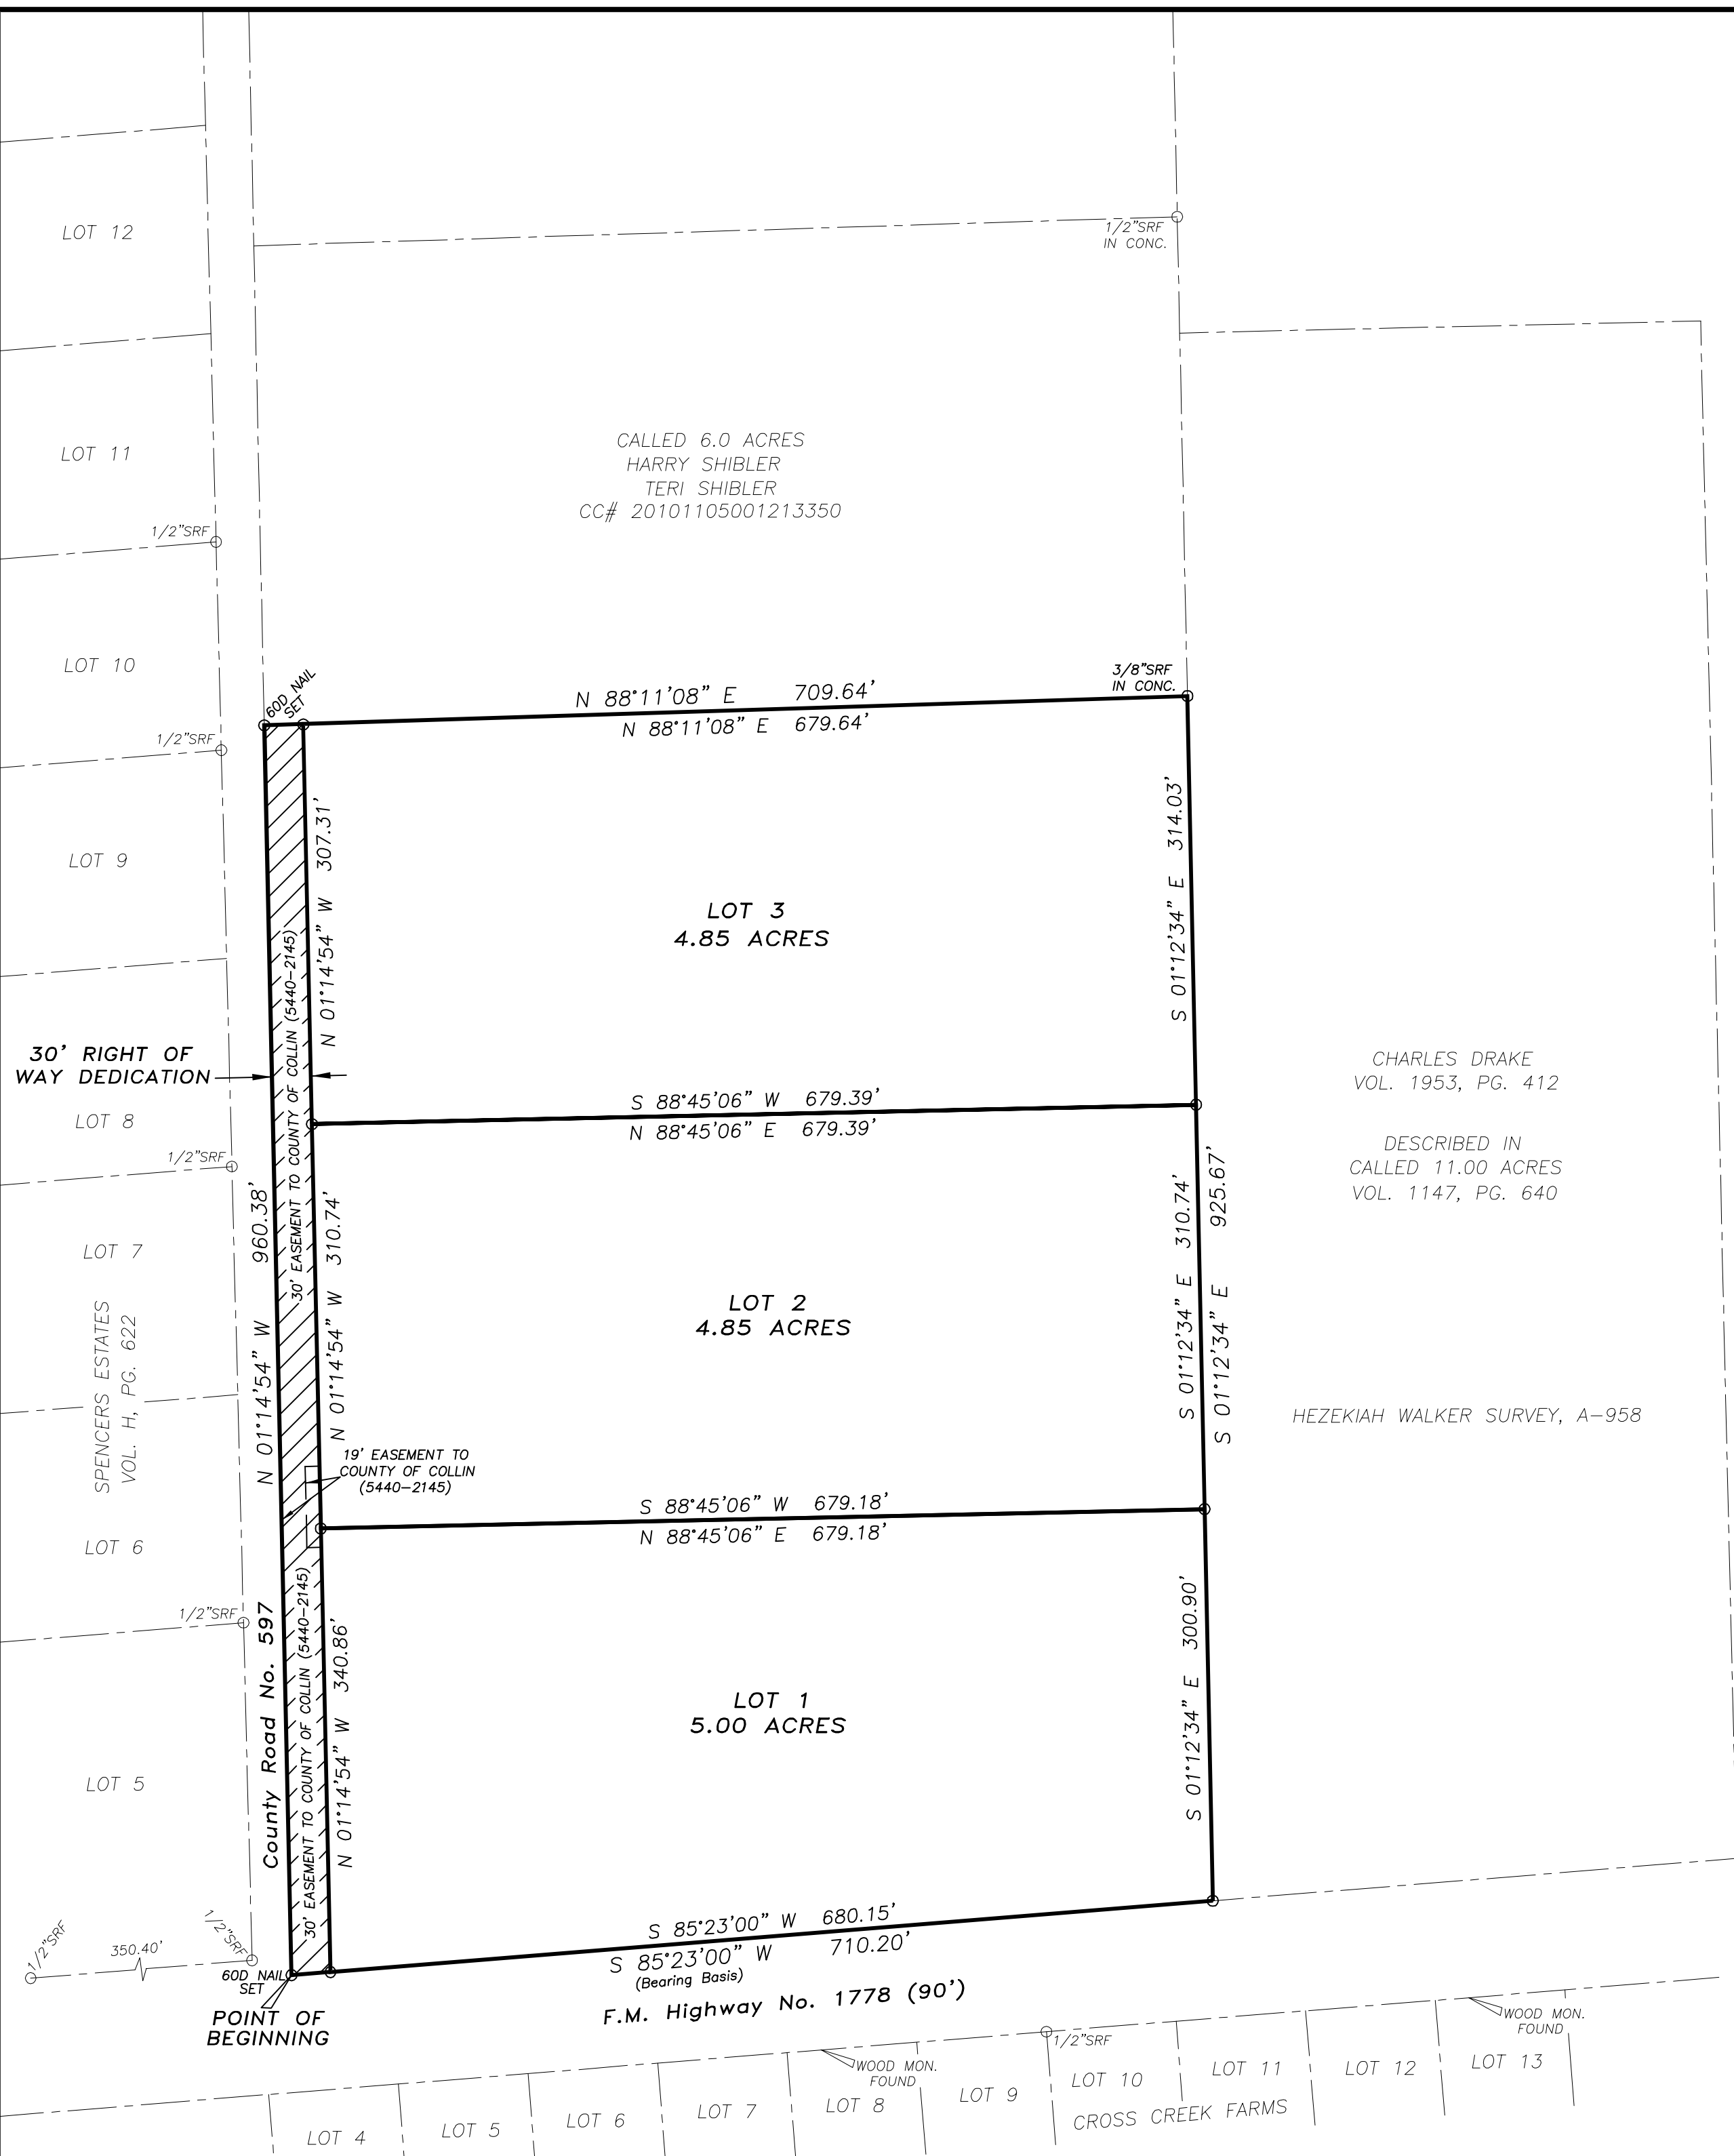 LOT 12
1/2"SRF
IN CONC.
LOT 11
CALLED 6.0 ACRES
HARRY SHIBLER
TERI SHIBLER
CC# 20101105001213350
1/2"SRF
LOT 10
60D NAIL
SET
3/8"SRF
IN CONC.
N 88°11'08" E 709.64'
N 88°11'08" E 679.64'
1/2"SRF
LOT 9
N 01°14'54" W 307.31'
S 01°12'34" E 314.03'
LOT 3
4.85 ACRES
30' EASEMENT TO COUNTY OF COLLIN (5440-2145)
30' RIGHT OF
WAY DEDICATION
LOT 8
S 88°45'06" W 679.39'
N 88°45'06" E 679.39'
CHARLES DRAKE
VOL. 1953, PG. 412
DESCRIBED IN
CALLED 11.00 ACRES
VOL. 1147, PG. 640
1/2"SRF
N 01°14'54" W 960.38'
N 01°14'54" W 310.74'
S 01°12'34" E 310.74'
S 01°12'34" E 925.67'
LOT 7
LOT 2
4.85 ACRES
SPENCERS ESTATES
VOL. H, PG. 622
HEZEKIAH WALKER SURVEY, A-958
19' EASEMENT TO
COUNTY OF COLLIN
(5440-2145)
S 88°45'06" W 679.18'
N 88°45'06" E 679.18'
LOT 6
1/2"SRF
County Road No. 597
30' EASEMENT TO COUNTY OF COLLIN (5440-2145)
N 01°14'54" W 340.86'
S 01°12'34" E 300.90'
LOT 1
5.00 ACRES
LOT 5
1/2"SRF
350.40'
1/2"SRF
60D NAIL
SET
POINT OF
BEGINNING
S 85°23'00" W 680.15'
S 85°23'00" W 710.20'
(Bearing Basis)
F.M. Highway No. 1778 (90')
WOOD MON.
FOUND
1/2"SRF
WOOD MON.
FOUND
LOT 4
LOT 5
LOT 6
LOT 7
LOT 8
LOT 9
LOT 10
LOT 11
LOT 12
LOT 13
CROSS CREEK FARMS